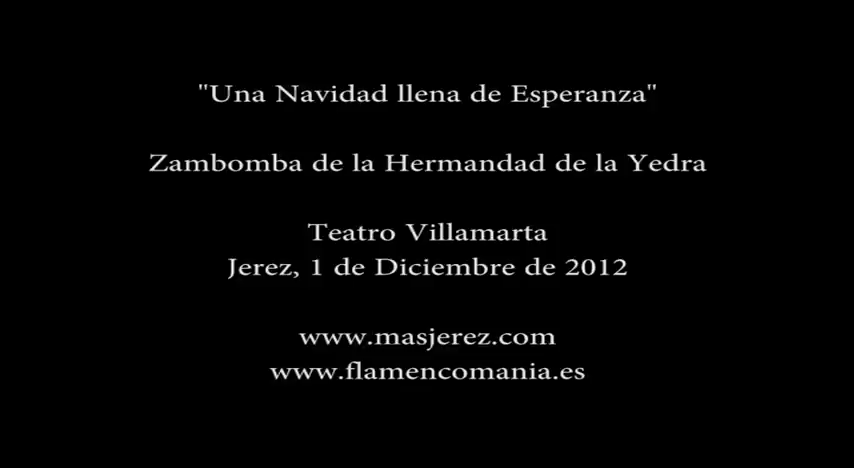 "Una Navidad llena de Esperanza"
Zambomba de la Hermandad de la Yedra
Teatro Villamarta
Jerez, 1 de Diciembre de 2012
www.masjerez.com
www.flamencomania.es